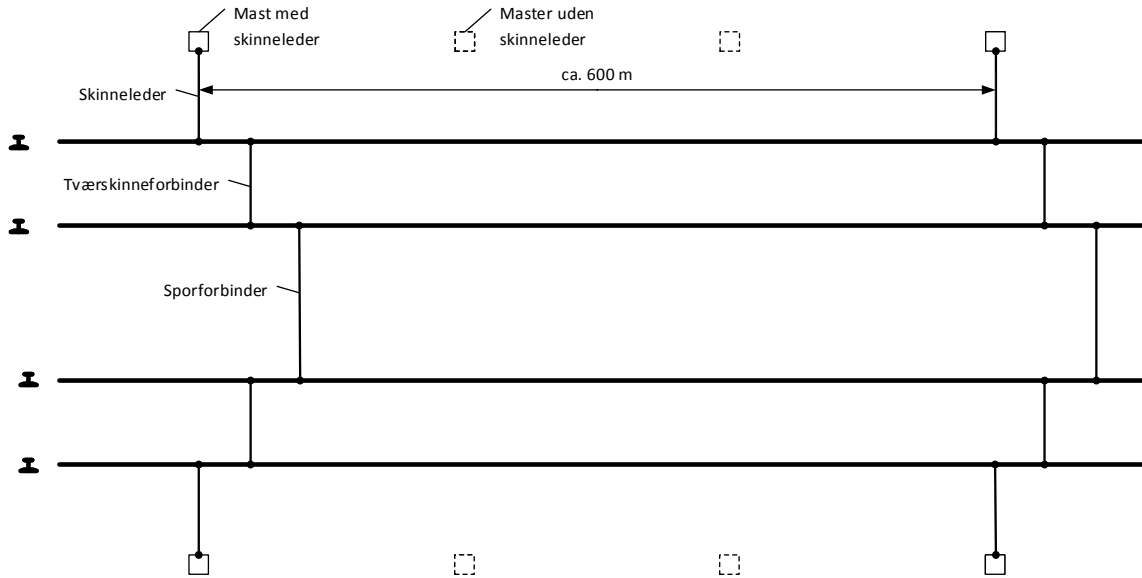 Mast med
skinneleder
Master uden
skinneleder
ca. 600 m
Skinneleder
Tværskinneforbinder
Sporforbinder